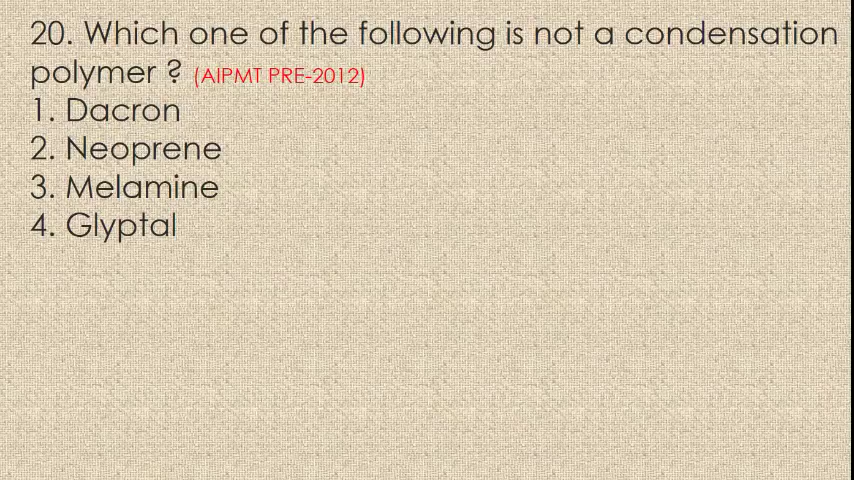 20. Which one of the following is not a condensation
polymer ? (AIPMT PRE-2012)
1. Dacron
2. Neoprene
3. Melamine
4. Glyptal